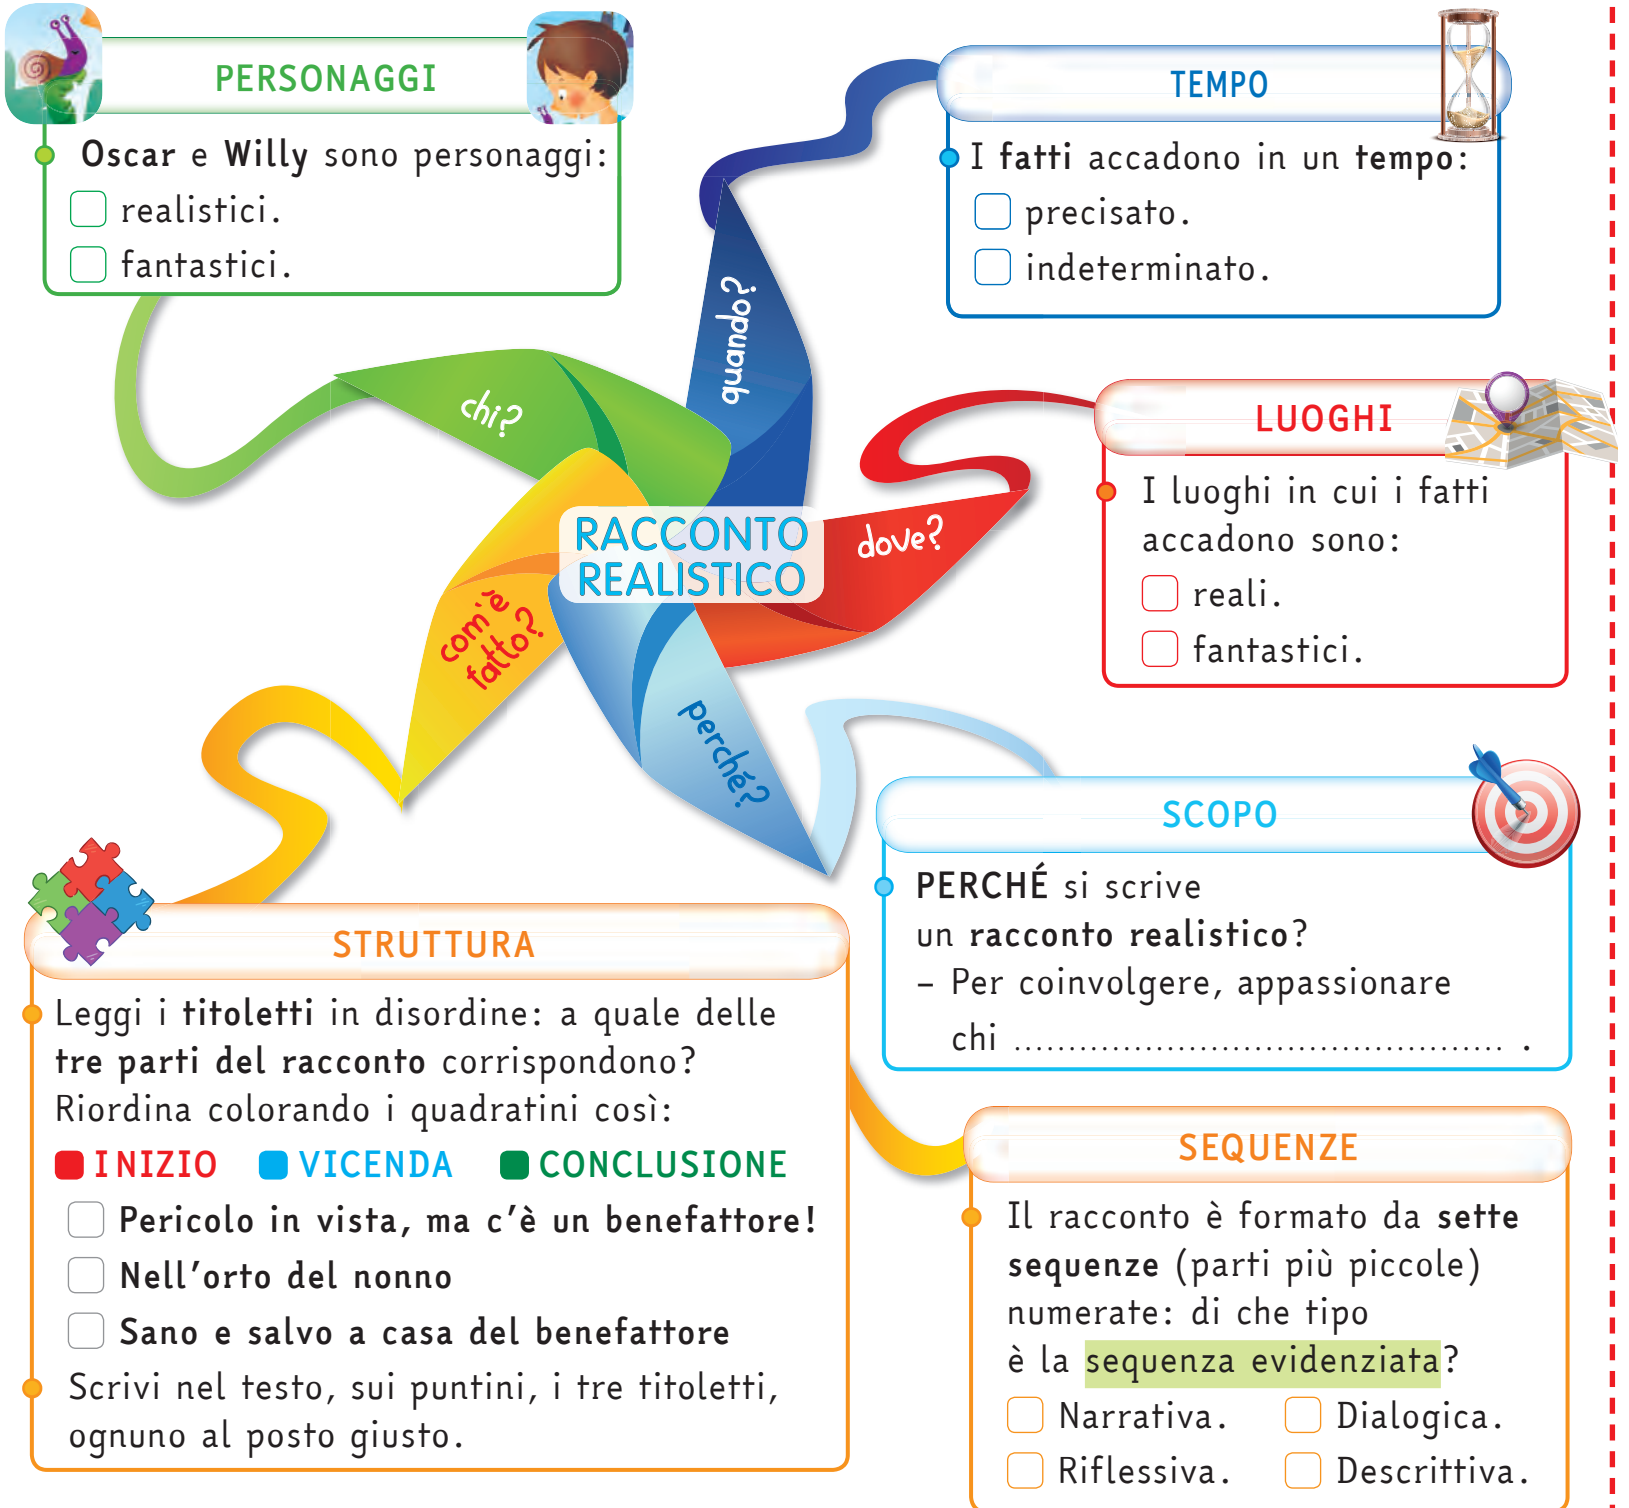 PERSONAGGI
Oscar e Willy sono personaggi:
realistici.
fantastici.
TEMPO
I fatti accadono in un tempo:
precisato.
indeterminato.
quando?
chi?
LUOGHI
I luoghi in cui i fatti
accadono sono:
reali.
fantastici.
RACCONTO
REALISTICO
dove?
com'è
fatto?
perché?
SCOPO
PERCHÉ si scrive
un racconto realistico?
– Per coinvolgere, appassionare
chi ............................................. .
STRUTTURA
Leggi i titoletti in disordine: a quale delle
tre parti del racconto corrispondono?
Riordina colorando i quadratini così:
INIZIO VICENDA CONCLUSIONE
Pericolo in vista, ma c'è un benefattore!
Nell'orto del nonno
Sano e salvo a casa del benefattore
Scrivi nel testo, sui puntini, i tre titoletti,
ognuno al posto giusto.
SEQUENZE
Il racconto è formato da sette
sequenze (parti più piccole)
numerate: di che tipo
è la sequenza evidenziata?
Narrativa. Dialogica.
Riflessiva. Descrittiva.